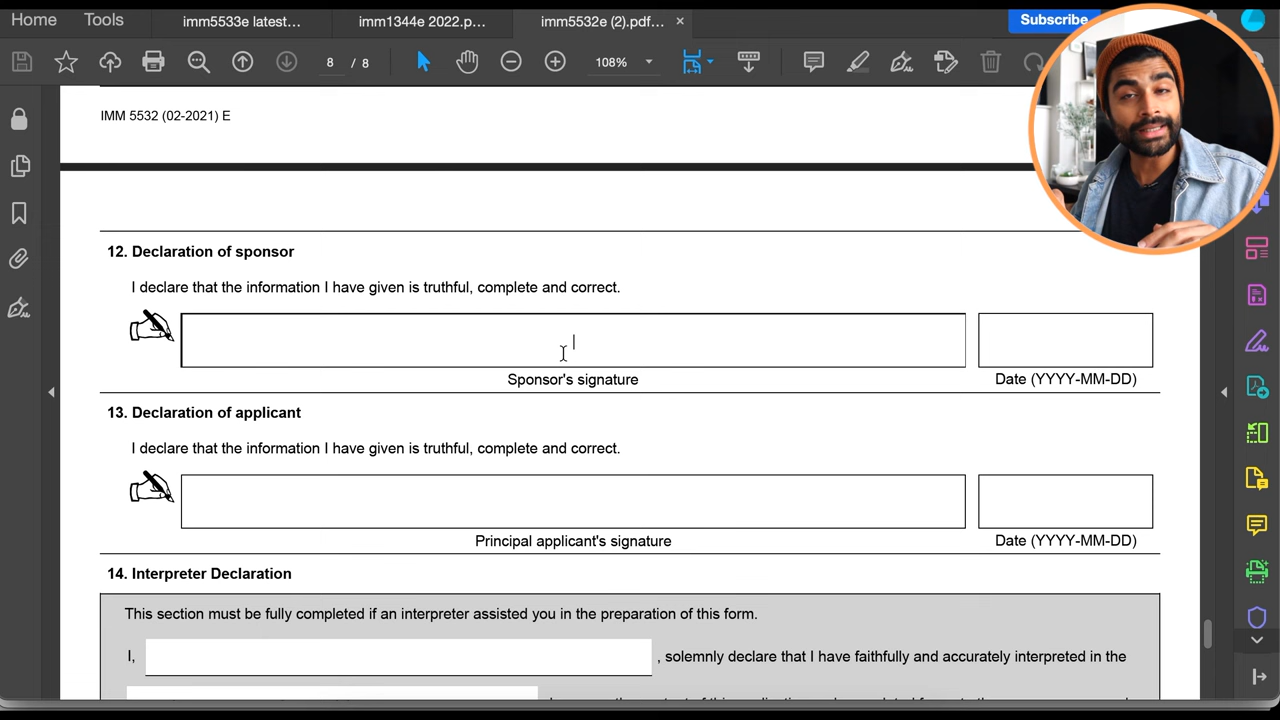 Home Tools imm5533e latest... imm1344e 2022.p... imm5532e (2).pdf... × Subscribe
8 / 8 108%
IMM 5532 (02-2021) E
12. Declaration of sponsor
I declare that the information I have given is truthful, complete and correct.
Sponsor's signature Date (YYYY-MM-DD)
13. Declaration of applicant
I declare that the information I have given is truthful, complete and correct.
Principal applicant's signature Date (YYYY-MM-DD)
14. Interpreter Declaration
This section must be fully completed if an interpreter assisted you in the preparation of this form.
I, , solemnly declare that I have faithfully and accurately interpreted in the